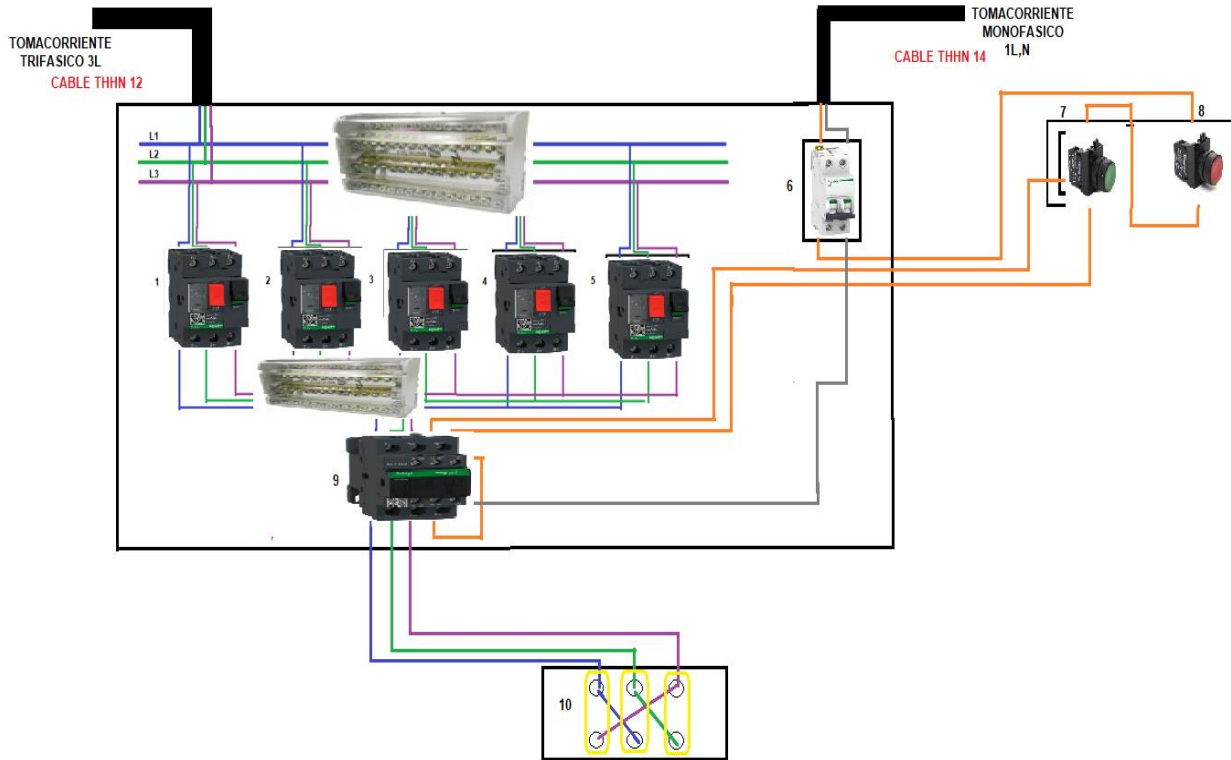 TOMACORRIENTE
TRIFASICO 3L
CABLE THHN 12
TOMACORRIENTE
MONOFASICO
1L,N
CABLE THHN 14
L1
L2
L3
1
2
3
4
5
6
7
8
9
10